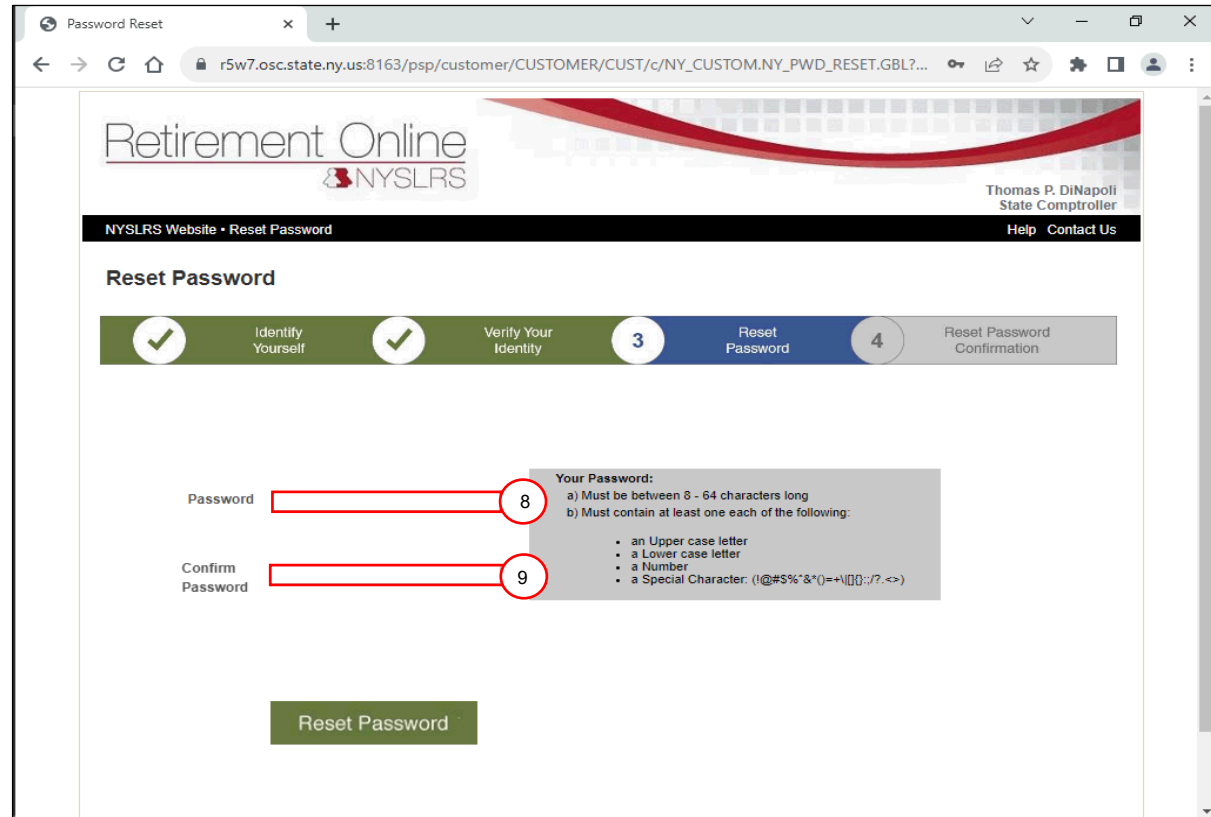 Password Reset
r5w7.osc.state.ny.us:8163/psp/customer/CUSTOMER/CUST/c/NY_CUSTOM.NY_PWD_RESET.GBL?...
Retirement Online
NYSLRS
Thomas P. DiNapoli
State Comptroller
NYSLRS Website • Reset Password
Help Contact Us
Reset Password
Identify
Yourself
Verify Your
Identity
3
Reset
Password
4
Reset Password
Confirmation
Password
8
Confirm
Password
9
Your Password:
a) Must be between 8 - 64 characters long
b) Must contain at least one each of the following:
• an Upper case letter
• a Lower case letter
• a Number
• a Special Character: (!@#$%^&*()=+\|[]{}:;/?.<>)
Reset Password